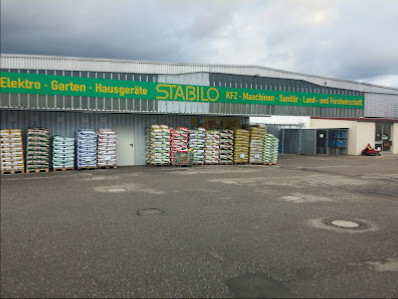 Elektro · Garten · Hausgeräte STABILO KFZ · Maschinen · Sanitär · Land- und Forstwirtschaft